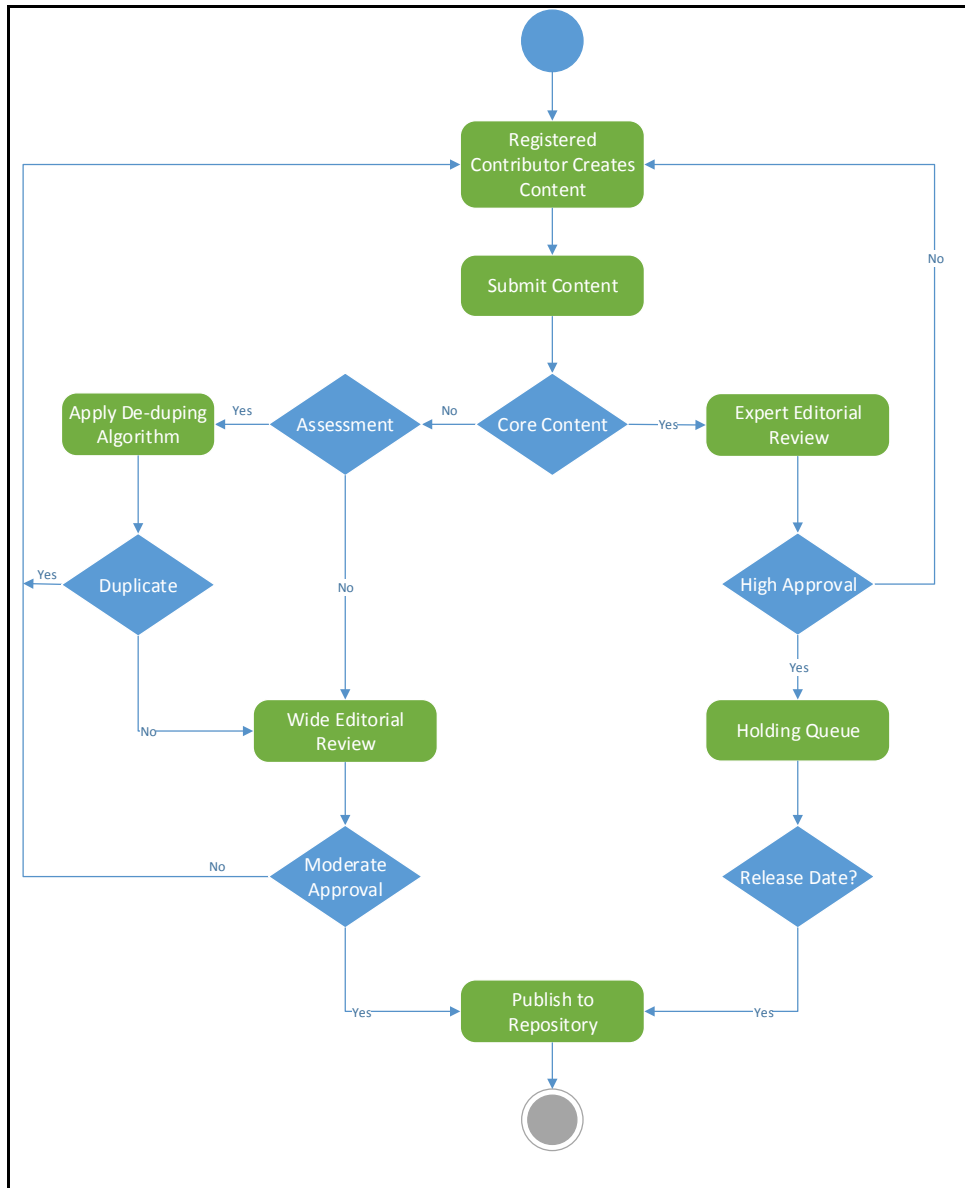 Registered
Contributor Creates
Content
No
Submit Content
Apply De-duping
Algorithm
Yes
Assessment
No
Core Content
Yes
Expert Editorial
Review
Yes
Duplicate
No
High Approval
Yes
No
Wide Editorial
Review
Holding Queue
No
Moderate
Approval
Release Date?
Yes
Publish to
Repository
Yes